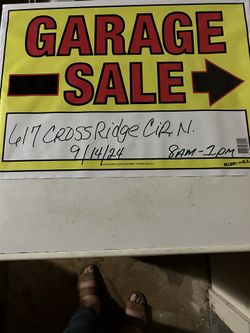 GARAGE
SALE
617 CROSSRidge CiR, N.
9/14/24 8AM-1PM